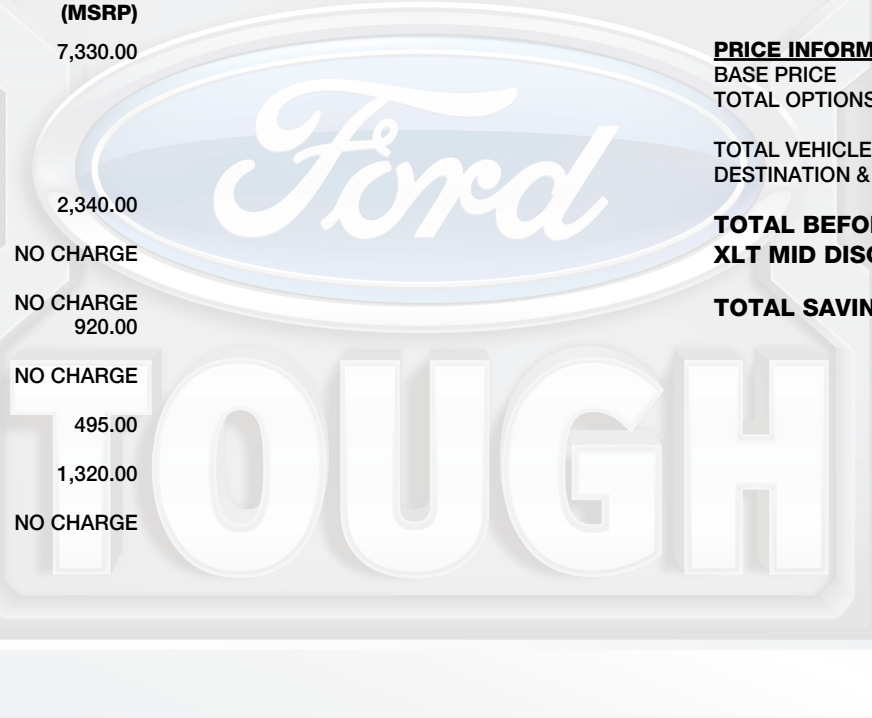 (MSRP)
7,330.00
2,340.00
NO CHARGE
NO CHARGE
920.00
NO CHARGE
495.00
1,320.00
NO CHARGE
PRICE INFORM
BASE PRICE
TOTAL OPTIONS
TOTAL VEHICLE
DESTINATION &
TOTAL BEFO
XLT MID DISC
TOTAL SAVIN
Ford
TOUGH